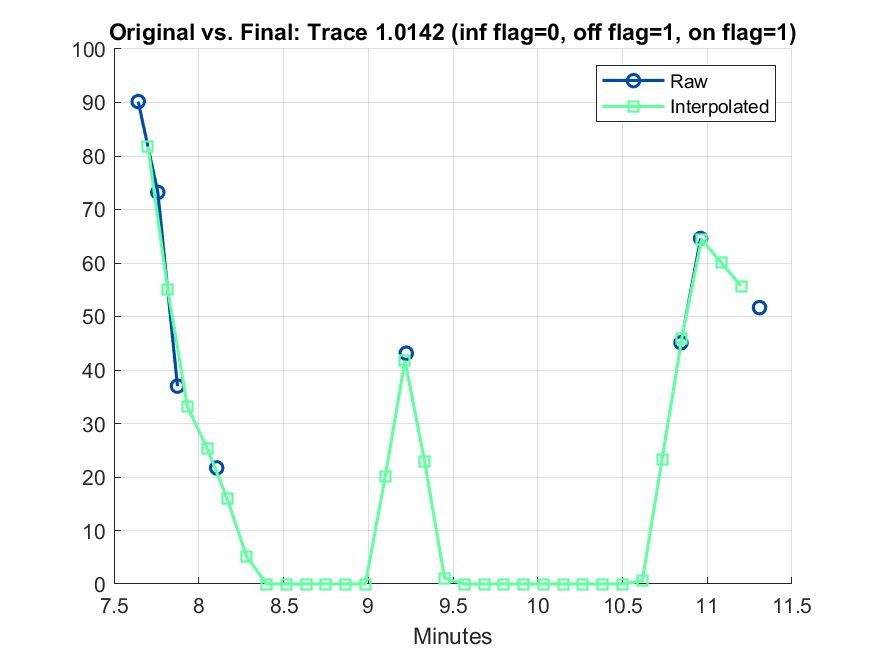 Original vs. Final: Trace 1.0142 (inf flag=0, off flag=1, on flag=1)
100
90
80
70
60
50
40
30
20
10
0
Raw
Interpolated
7.5 8 8.5 9 9.5 10 10.5 11 11.5
Minutes